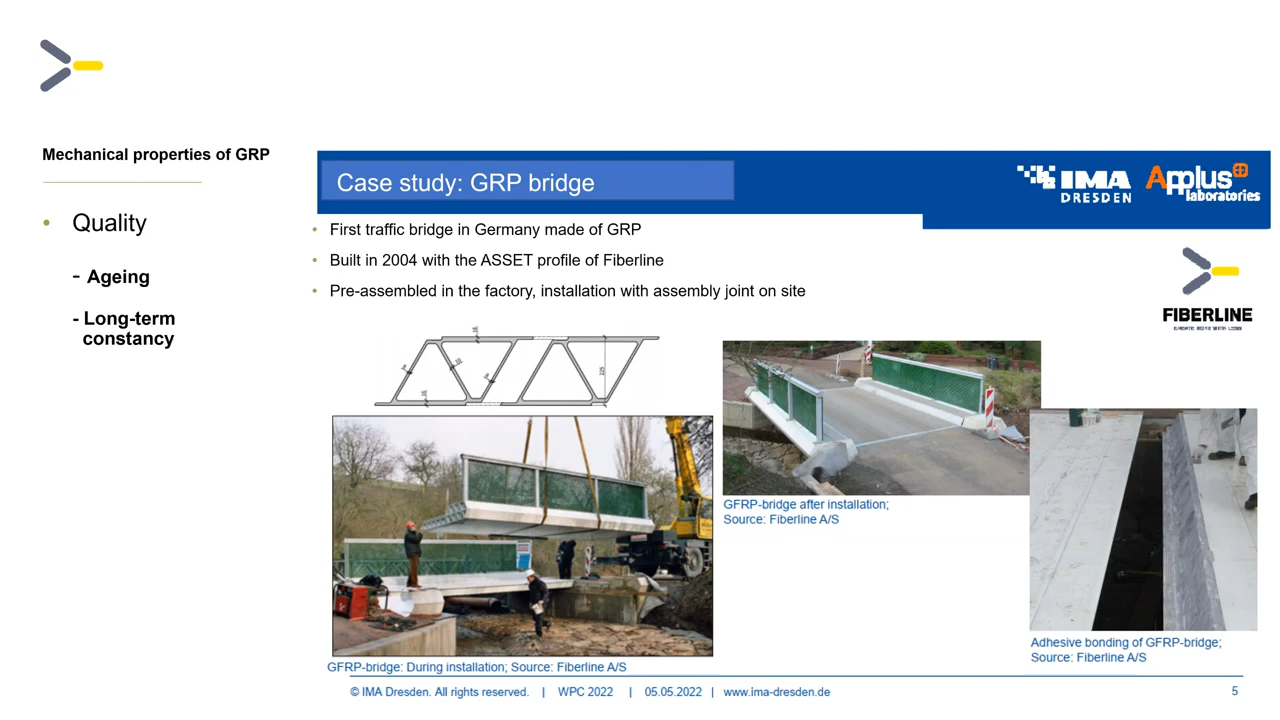 Mechanical properties of GRP
• Quality
- Ageing
- Long-term
constancy
Case study: GRP bridge
IMA
DRESDEN
Applus
laboratories
• First traffic bridge in Germany made of GRP
• Built in 2004 with the ASSET profile of Fiberline
• Pre-assembled in the factory, installation with assembly joint on site
FIBERLINE
16
10
16
225
GFRP-bridge after installation;
Source: Fiberline A/S
Adhesive bonding of GFRP-bridge;
Source: Fiberline A/S
GFRP-bridge: During installation; Source: Fiberline A/S
© IMA Dresden. All rights reserved. | WPC 2022 | 05.05.2022 | www.ima-dresden.de
5